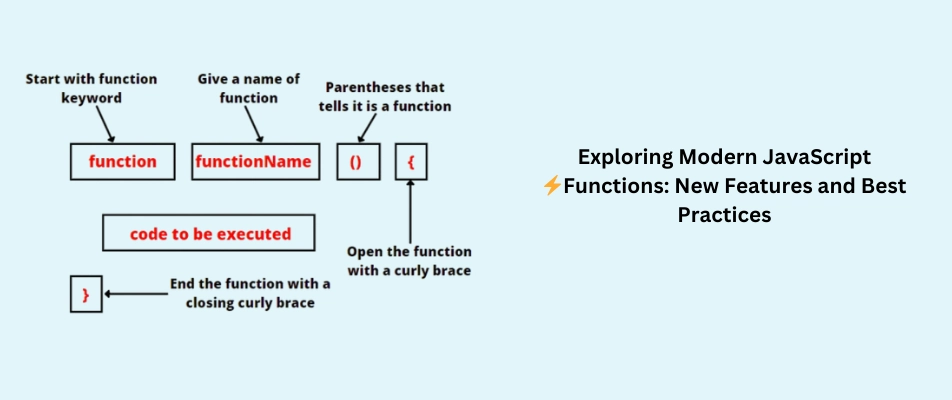 Start with function
keyword
Give a name of
function
Parentheses that
tells it is a function
function
functionName
()
{
code to be executed
Open the function
with a curly brace
}
End the function with a
closing curly brace
Exploring Modern JavaScript
⚡Functions: New Features and Best
Practices